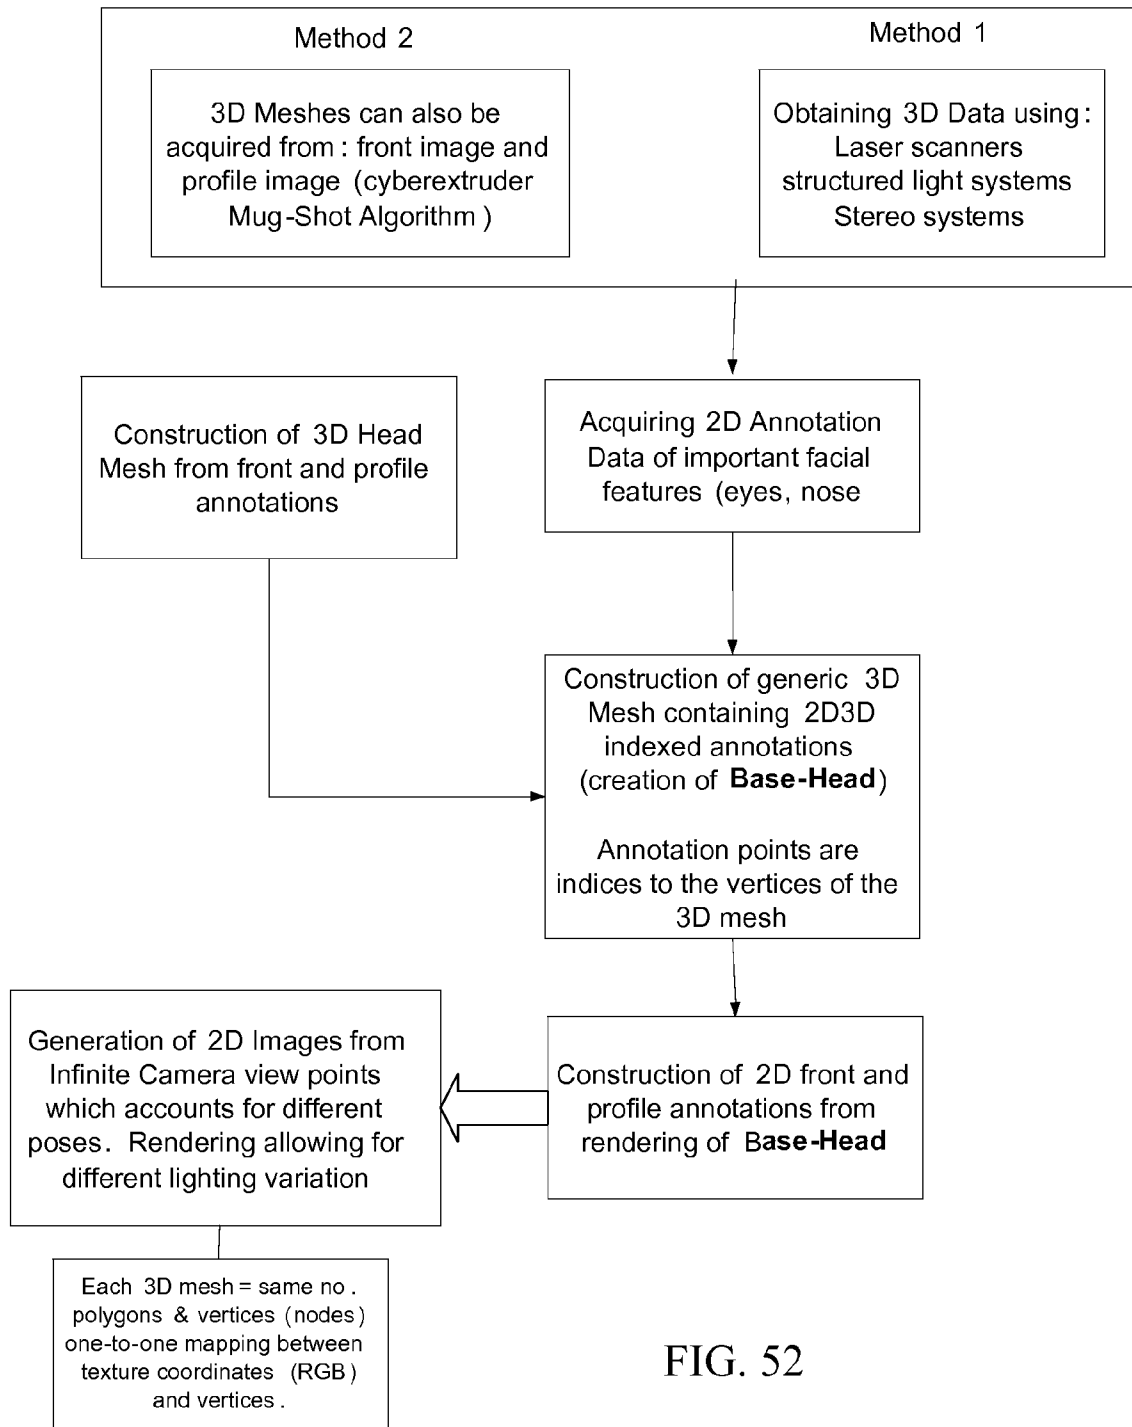 Method 2
Method 1
3D Meshes can also be
acquired from: front image and
profile image (cyberextruder
Mug-Shot Algorithm)
Obtaining 3D Data using:
Laser scanners
structured light systems
Stereo systems
Construction of 3D Head
Mesh from front and profile
annotations
Acquiring 2D Annotation
Data of important facial
features (eyes, nose
Construction of generic 3D
Mesh containing 2D3D
indexed annotations
(creation of Base-Head)
Annotation points are
indices to the vertices of the
3D mesh
Generation of 2D Images from
Infinite Camera view points
which accounts for different
poses. Rendering allowing for
different lighting variation
Construction of 2D front and
profile annotations from
rendering of Base-Head
Each 3D mesh = same no.
polygons & vertices (nodes)
one-to-one mapping between
texture coordinates (RGB)
and vertices.
FIG. 52